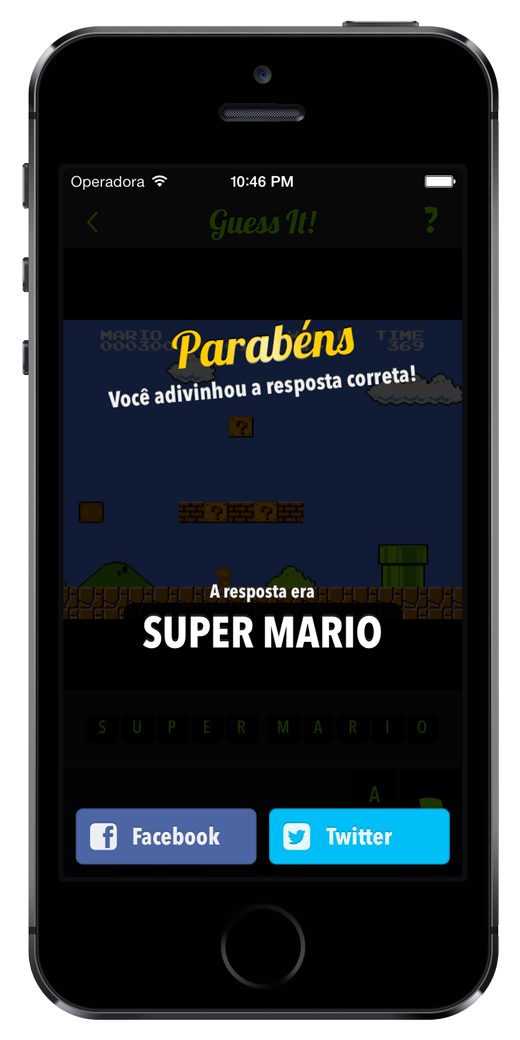 Operadora 10:46 PM
Guess It! ?
MARIO TIME
000300 369
Parabéns
Você adivinhou a resposta correta!
?
? ?
A resposta era
SUPER MARIO
S U P E R M A R I O
A
Facebook Twitter